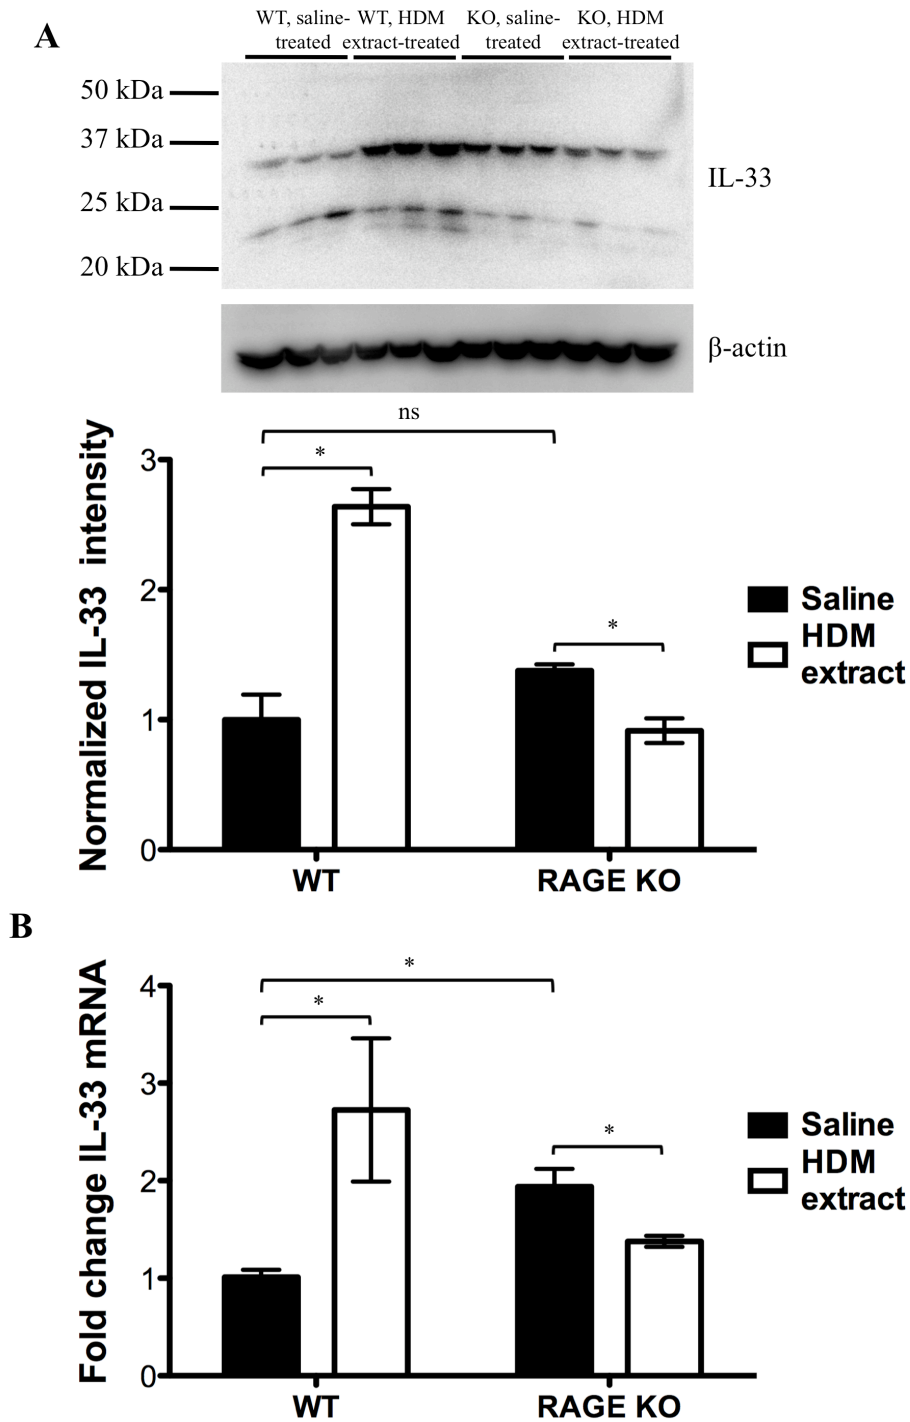 A
WT, saline-
treated
WT, HDM
extract-treated
KO, saline-
treated
KO, HDM
extract-treated
50 kDa
37 kDa
25 kDa
20 kDa
IL-33
β-actin
Normalized IL-33 intensity
3
2
1
0
ns
*
*
WT
RAGE KO
Saline
HDM
extract
B
Fold change IL-33 mRNA
4
3
2
1
0
*
*
*
WT
RAGE KO
Saline
HDM
extract